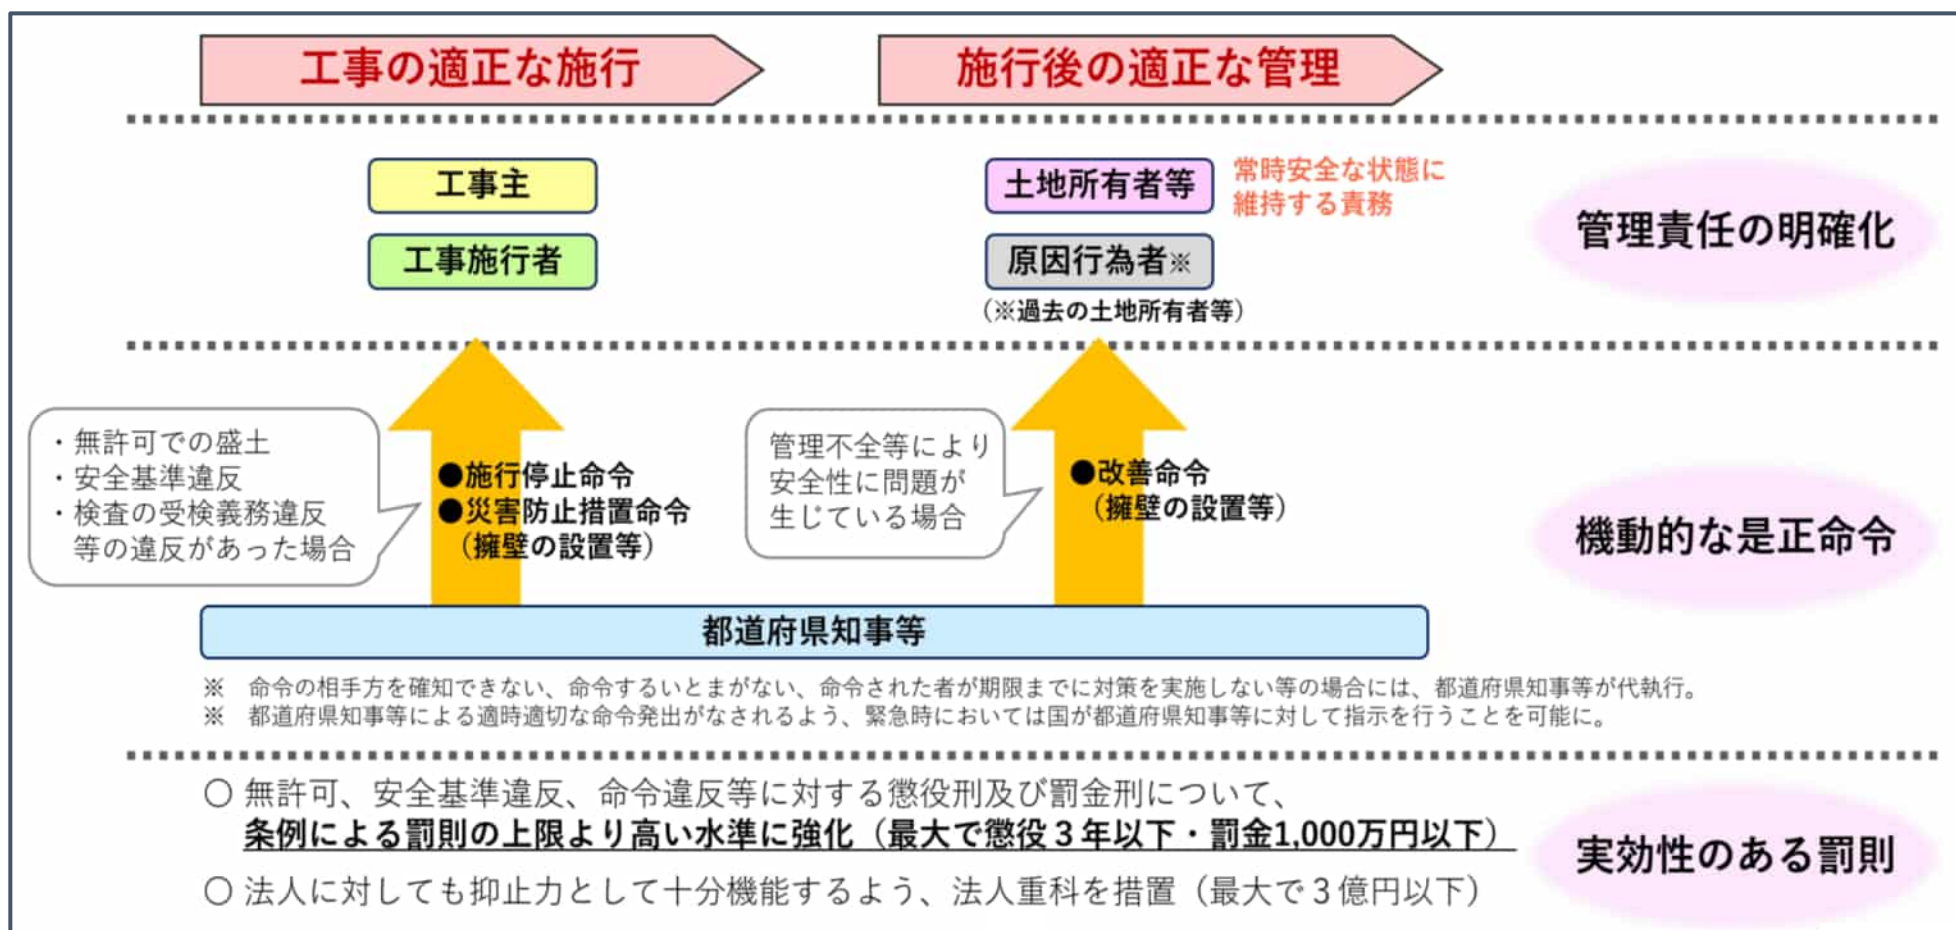 工事の適正な施行
施行後の適正な管理
工事主
工事施行者
土地所有者等
常時安全な状態に
維持する責務
原因行為者※
（※過去の土地所有者等）
管理責任の明確化
・無許可での盛土
・安全基準違反
・検査の受検義務違反
等の違反があった場合
●施行停止命令
●災害防止措置命令
（擁壁の設置等）
管理不全等により
安全性に問題が
生じている場合
●改善命令
（擁壁の設置等）
機動的な是正命令
都道府県知事等
※　命令の相手方を確知できない、命令するいとまがない、命令された者が期限までに対策を実施しない等の場合には、都道府県知事等が代執行。
※　都道府県知事等による適時適切な命令発出がなされるよう、緊急時においては国が都道府県知事等に対して指示を行うことを可能に。
〇 無許可、安全基準違反、命令違反等に対する懲役刑及び罰金刑について、
条例による罰則の上限より高い水準に強化（最大で懲役３年以下・罰金1,000万円以下）
〇 法人に対しても抑止力として十分機能するよう、法人重科を措置（最大で３億円以下）
実効性のある罰則